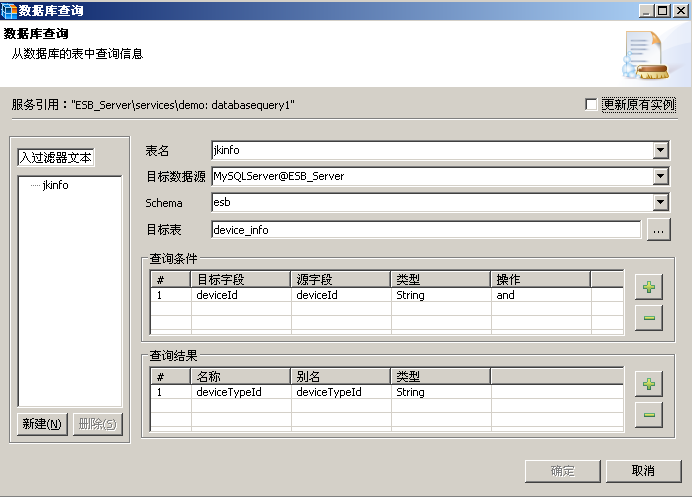 数据库查询
数据库查询
从数据库的表中查询信息
服务引用："ESB_Server\services\demo: databasequery1"
更新原有实例
入过滤器文本
jkinfo
新建(N)
删除(S)
表名
jkinfo
目标数据源
MySQLServer@ESB_Server
Schema
esb
目标表
device_info
...
查询条件
# 目标字段 源字段 类型 操作
1 deviceId deviceId String and
查询结果
# 名称 别名 类型
1 deviceTypeId deviceTypeId String
确定
取消